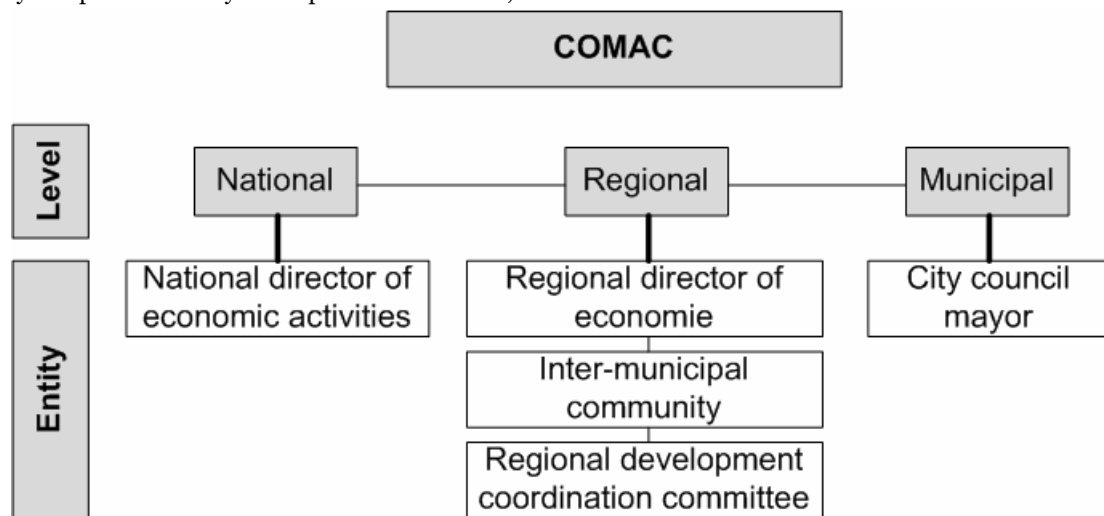 COMAC
Level
National
Regional
Municipal
Entity
National director of
economic activities
Regional director of
economie
City council
mayor
Inter-municipal
community
Regional development
coordination committee